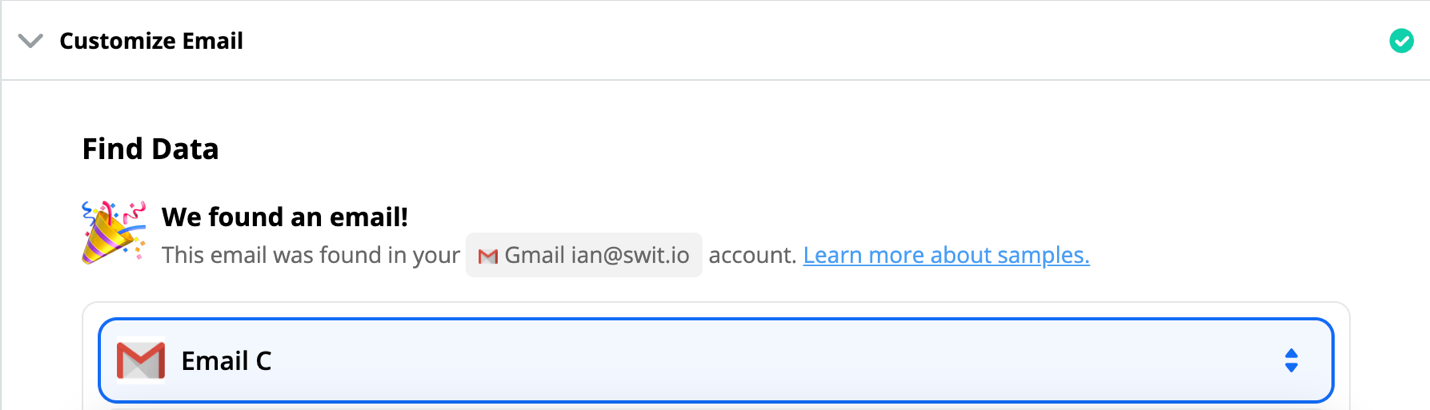 Customize Email
Find Data
We found an email!
This email was found in your Gmail ian@swit.io account. Learn more about samples.
Email C